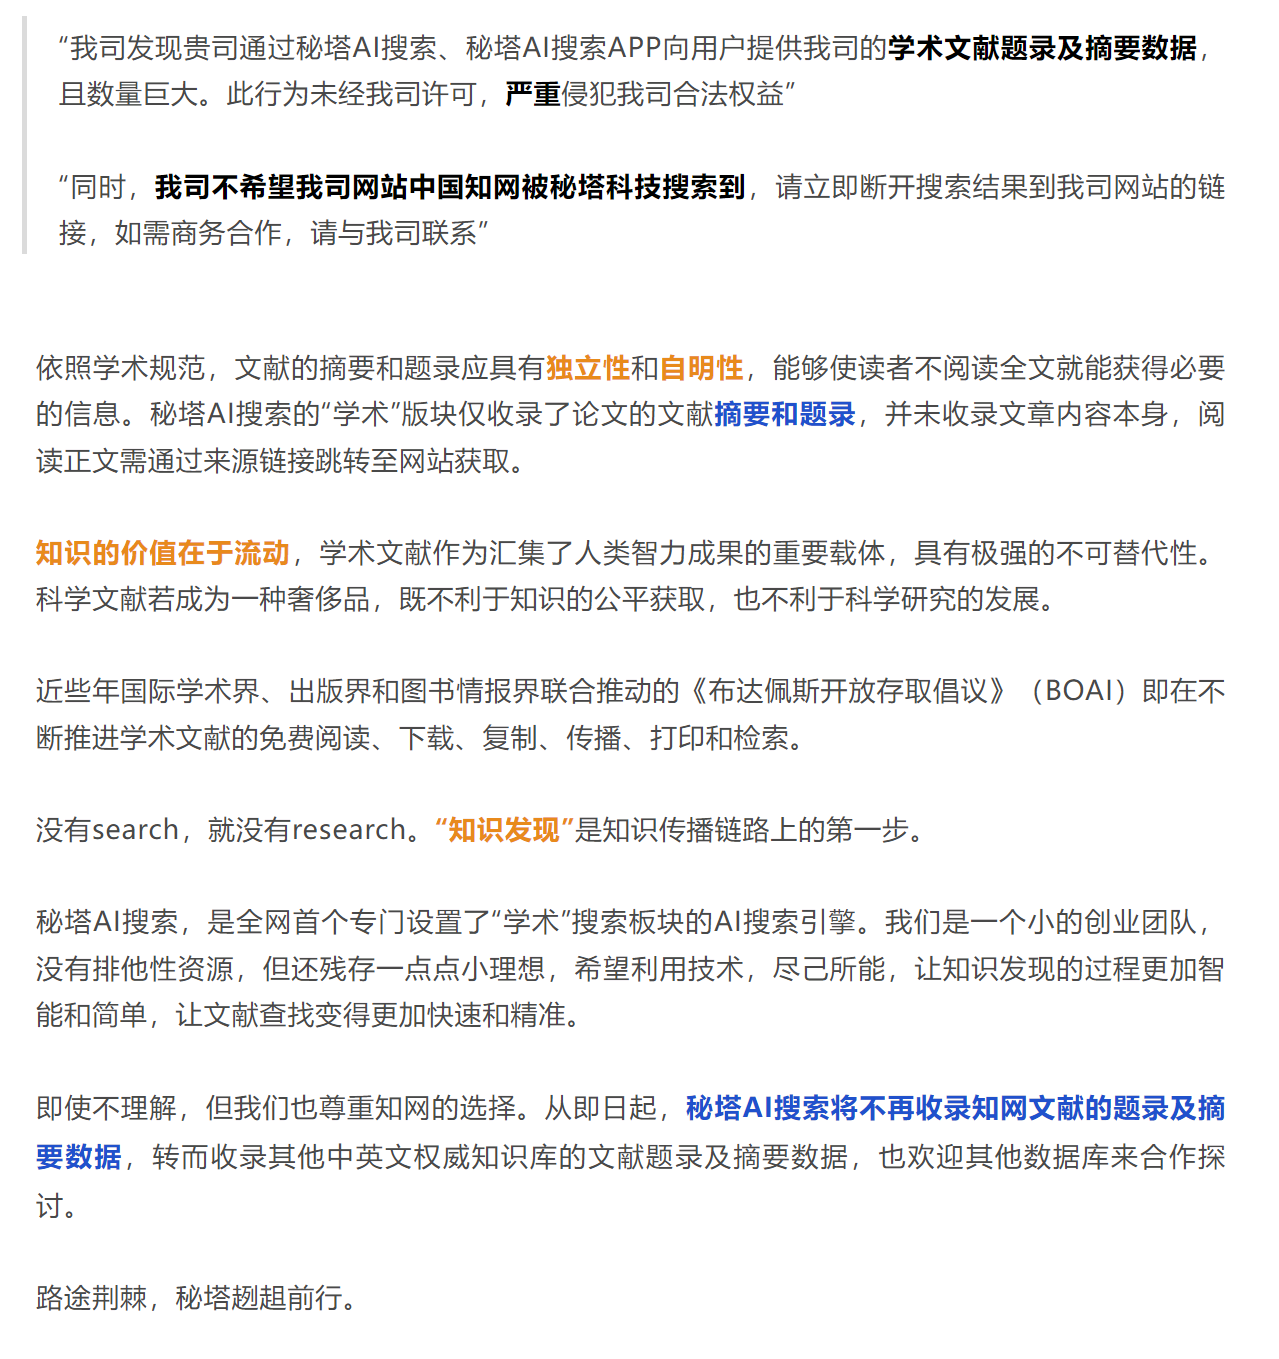 “我司发现贵司通过秘塔AI搜索、秘塔AI搜索APP向用户提供我司的学术文献题录及摘要数据，
且数量巨大。此行为未经我司许可，严重侵犯我司合法权益”
“同时，我司不希望我司网站中国知网被秘塔科技搜索到，请立即断开搜索结果到我司网站的链
接，如需商务合作，请与我司联系”
依照学术规范，文献的摘要和题录应具有独立性和自明性，能够使读者不阅读全文就能获得必要
的信息。秘塔AI搜索的“学术”版块仅收录了论文的文献摘要和题录，并未收录文章内容本身，阅
读正文需通过来源链接跳转至网站获取。
知识的价值在于流动，学术文献作为汇集了人类智力成果的重要载体，具有极强的不可替代性。
科学文献若成为一种奢侈品，既不利于知识的公平获取，也不利于科学研究的发展。
近些年国际学术界、出版界和图书情报界联合推动的《布达佩斯开放存取倡议》（BOAI）即在不
断推进学术文献的免费阅读、下载、复制、传播、打印和检索。
没有search，就没有research。“知识发现”是知识传播链路上的第一步。
秘塔AI搜索，是全网首个专门设置了“学术”搜索板块的AI搜索引擎。我们是一个小的创业团队，
没有排他性资源，但还残存一点点小理想，希望利用技术，尽己所能，让知识发现的过程更加智
能和简单，让文献查找变得更加快速和精准。
即使不理解，但我们也尊重知网的选择。从即日起，秘塔AI搜索将不再收录知网文献的题录及摘
要数据，转而收录其他中英文权威知识库的文献题录及摘要数据，也欢迎其他数据库来合作探
讨。
路途荆棘，秘塔趔趄前行。